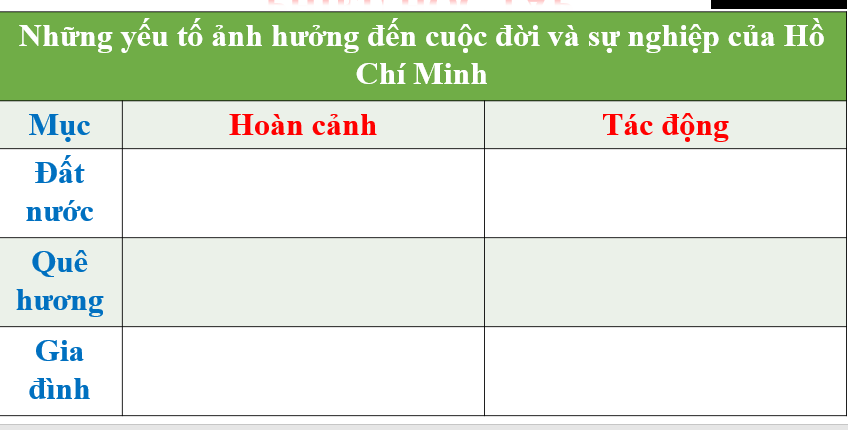 Những yếu tố ảnh hưởng đến cuộc đời và sự nghiệp của Hồ
Chí Minh
Mục
Hoàn cảnh
Tác động
Đất
nước
Quê
hương
Gia
đình